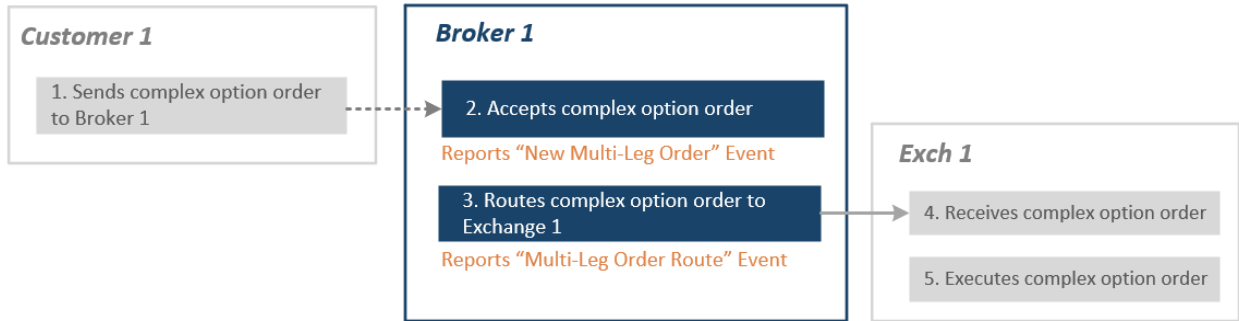 Customer 1
1. Sends complex option order
to Broker 1
Broker 1
2. Accepts complex option order
Reports “New Multi-Leg Order” Event
3. Routes complex option order to
Exchange 1
Reports “Multi-Leg Order Route” Event
Exch 1
4. Receives complex option order
5. Executes complex option order